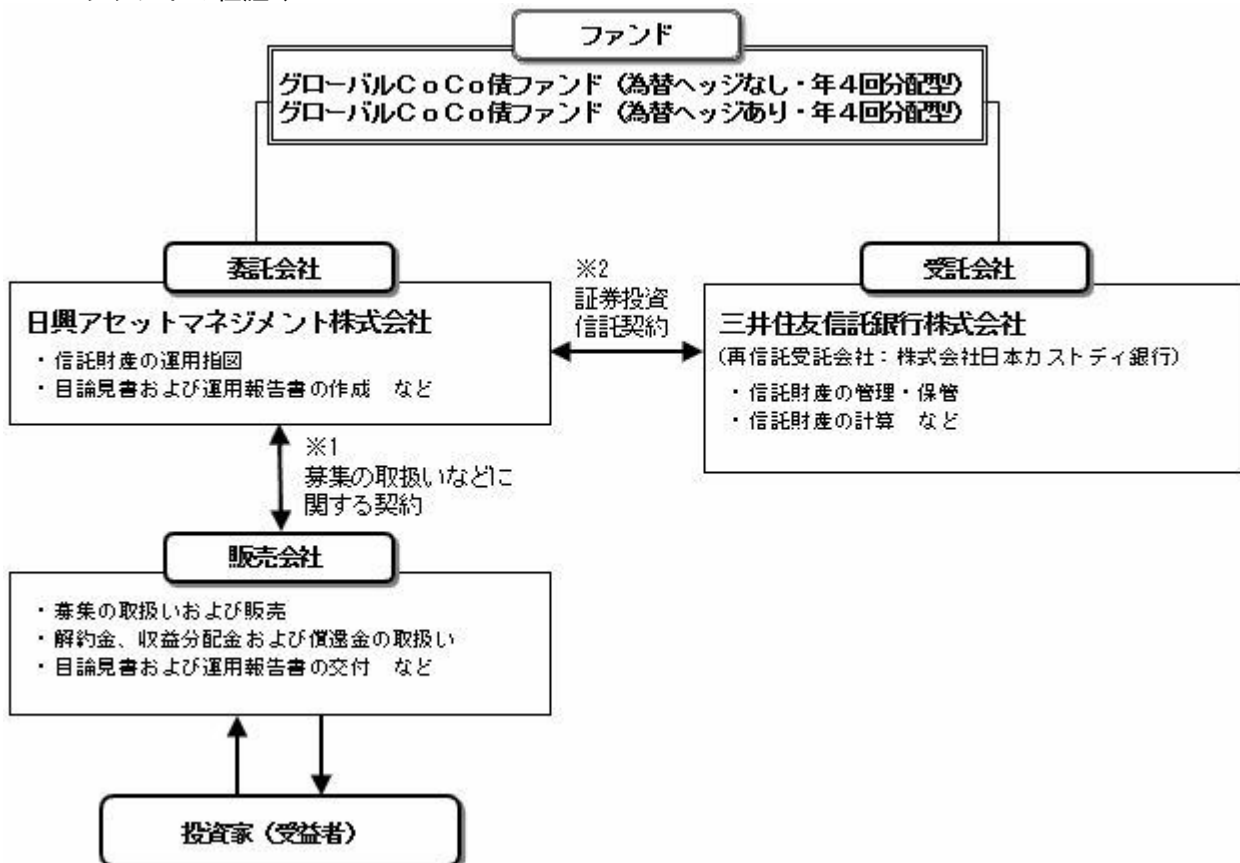 ファンド
グローバルCoCo債ファンド（為替ヘッジなし・年4回分配型）
グローバルCoCo債ファンド（為替ヘッジあり・年4回分配型）
委託会社
日興アセットマネジメント株式会社
・信託財産の運用指図
・目論見書および運用報告書の作成　など
※2
証券投資
信託契約
受託会社
三井住友信託銀行株式会社
(再信託受託会社：株式会社日本カストディ銀行)
・信託財産の管理・保管
・信託財産の計算　など
※1
募集の取扱いなどに
関する契約
販売会社
・募集の取扱いおよび販売
・解約金、収益分配金および償還金の取扱い
・目論見書および運用報告書の交付　など
投資家（受益者）